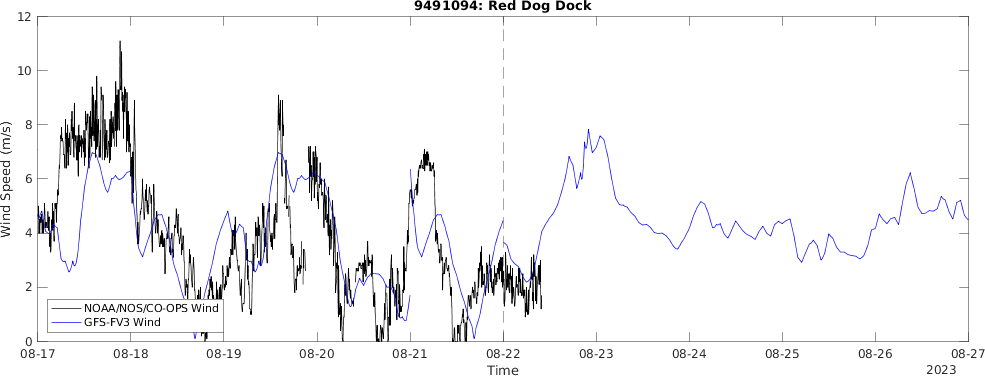 9491094: Red Dog Dock
Wind Speed (m/s)
12
10
8
6
4
2
0
NOAA/NOS/CO-OPS Wind
GFS-FV3 Wind
08-17 08-18 08-19 08-20 08-21 08-22 08-23 08-24 08-25 08-26 08-27
Time
2023